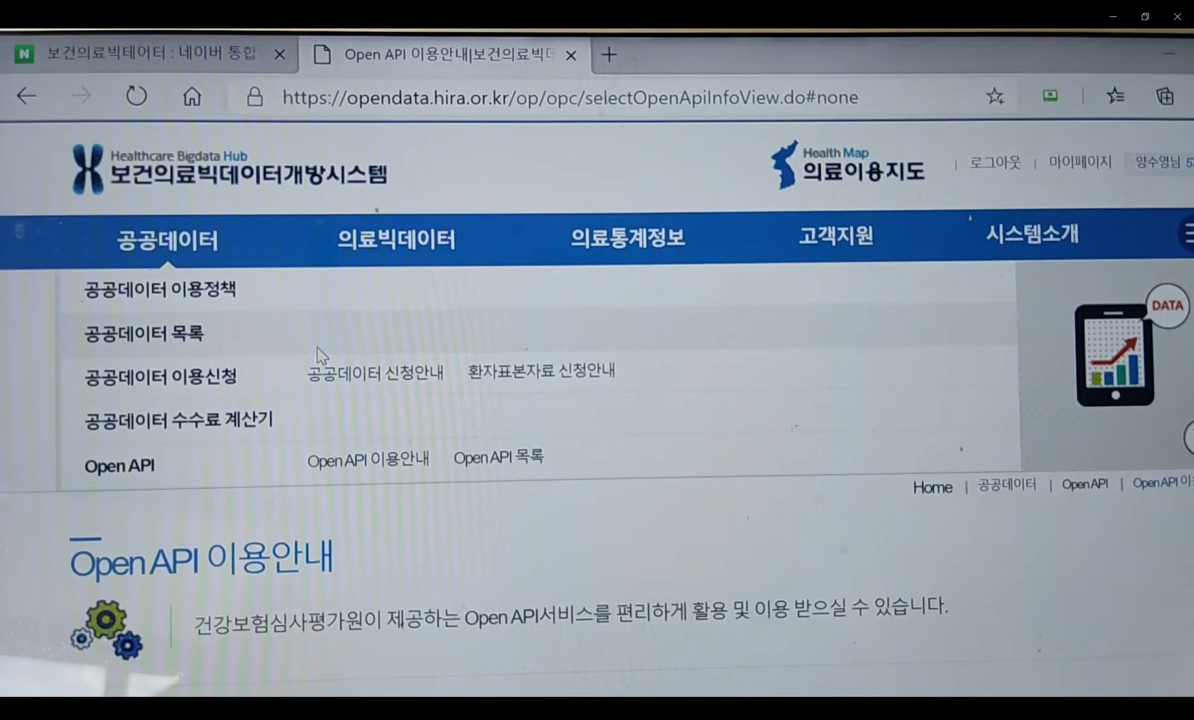 보건의료빅테이터 : 네이버 통합
Open API 이용안내|보건의료빅
https://opendata.hira.or.kr/op/opc/selectOpenApiInfoView.do#none
Healthcare Bigdata Hub
보건의료빅데이터개방시스템
Health Map
의료이용지도
로그아웃 | 마이페이지
양수영님
공공데이터 의료빅데이터 의료통계정보 고객지원 시스템소개
공공데이터 이용정책
공공데이터 목록
공공데이터 이용신청 공공데이터 신청안내 환자표본자료 신청안내
공공데이터 수수료 계산기
Open API Open API 이용안내 Open API 목록
DATA
Home | 공공데이터 | Open API | Open API
Open API 이용안내
건강보험심사평가원이 제공하는 Open API서비스를 편리하게 활용 및 이용 받으실 수 있습니다.